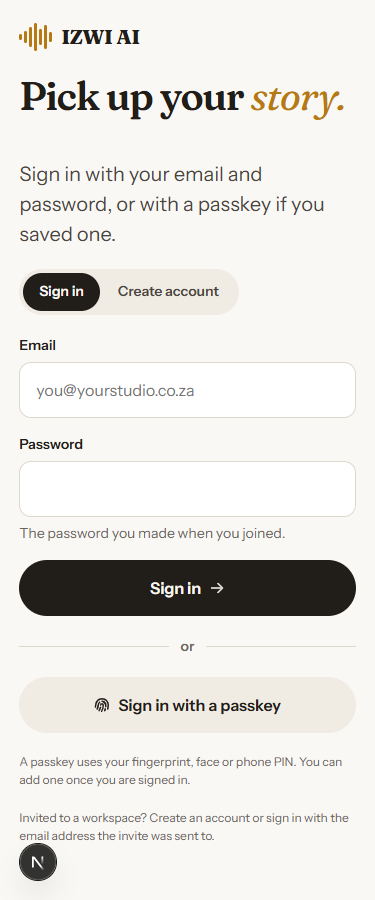 IZWI AI
Pick up your story.
Sign in with your email and
password, or with a passkey if you
saved one.
Sign in
Create account
Email
you@yourstudio.co.za
Password
The password you made when you joined.
Sign in →
or
Sign in with a passkey
A passkey uses your fingerprint, face or phone PIN. You can
add one once you are signed in.
Invited to a workspace? Create an account or sign in with the
email address the invite was sent to.
N